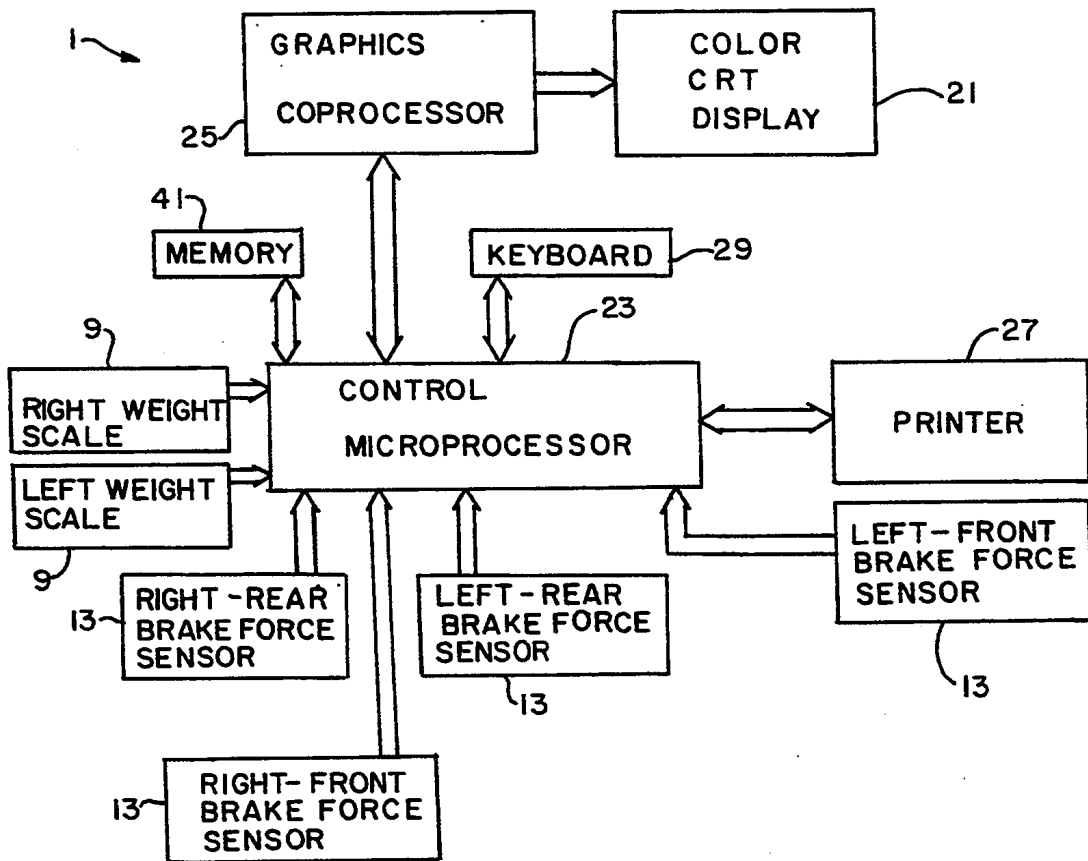 1
GRAPHICS
COPROCESSOR
25
COLOR
CRT
DISPLAY
21
41
MEMORY
KEYBOARD
29
23
9
RIGHT WEIGHT
SCALE
CONTROL
MICROPROCESSOR
27
PRINTER
LEFT WEIGHT
SCALE
9
LEFT-FRONT
BRAKE FORCE
SENSOR
13
13
RIGHT-REAR
BRAKE FORCE
SENSOR
LEFT-REAR
BRAKE FORCE
SENSOR
13
13
RIGHT-FRONT
BRAKE FORCE
SENSOR